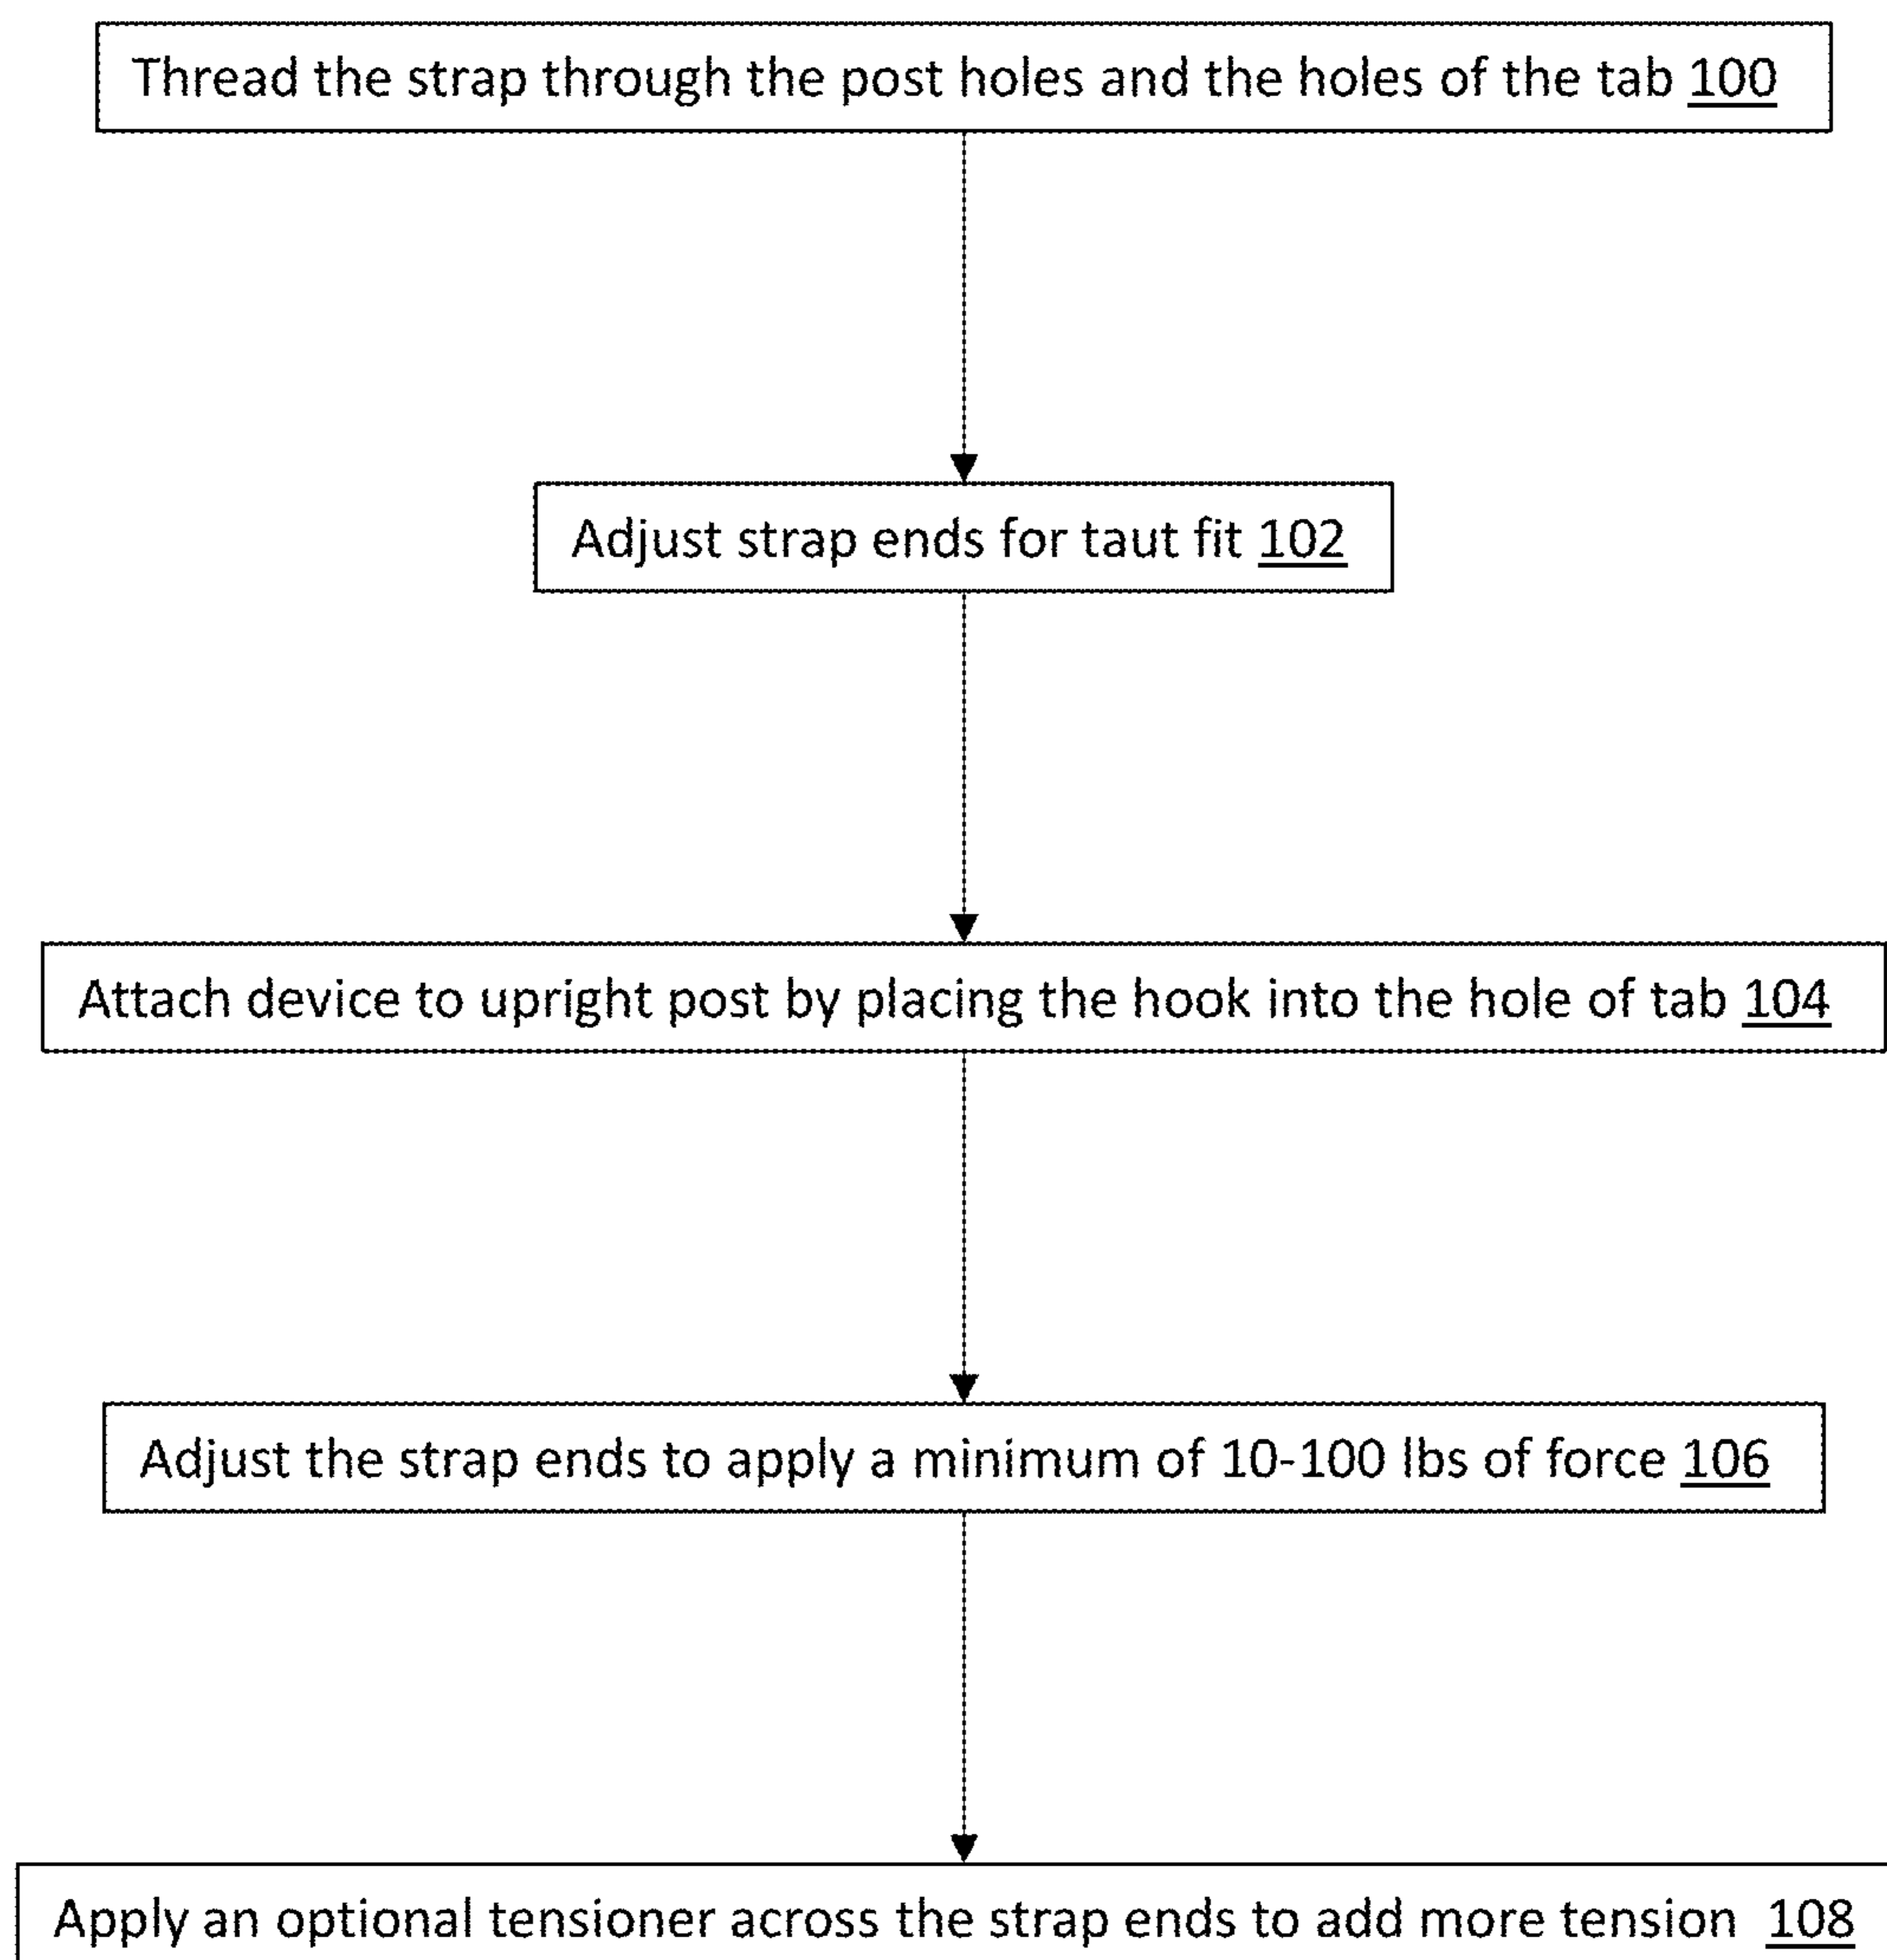 Thread the strap through the post holes and the holes of the tab 100
Adjust strap ends for taut fit 102
Attach device to upright post by placing the hook into the hole of tab 104
Adjust the strap ends to apply a minimum of 10-100 lbs of force 106
Apply an optional tensioner across the strap ends to add more tension 108